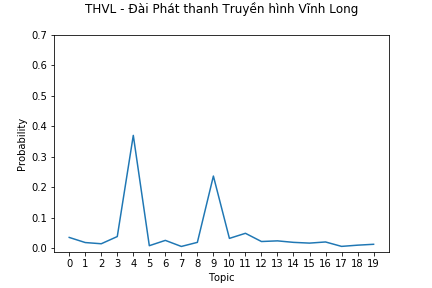 THVL - Đài Phát thanh Truyền hình Vĩnh Long
0.7
0.6
0.5
0.4
0.3
0.2
0.1
0.0
Probability
0 1 2 3 4 5 6 7 8 9 10 11 12 13 14 15 16 17 18 19
Topic